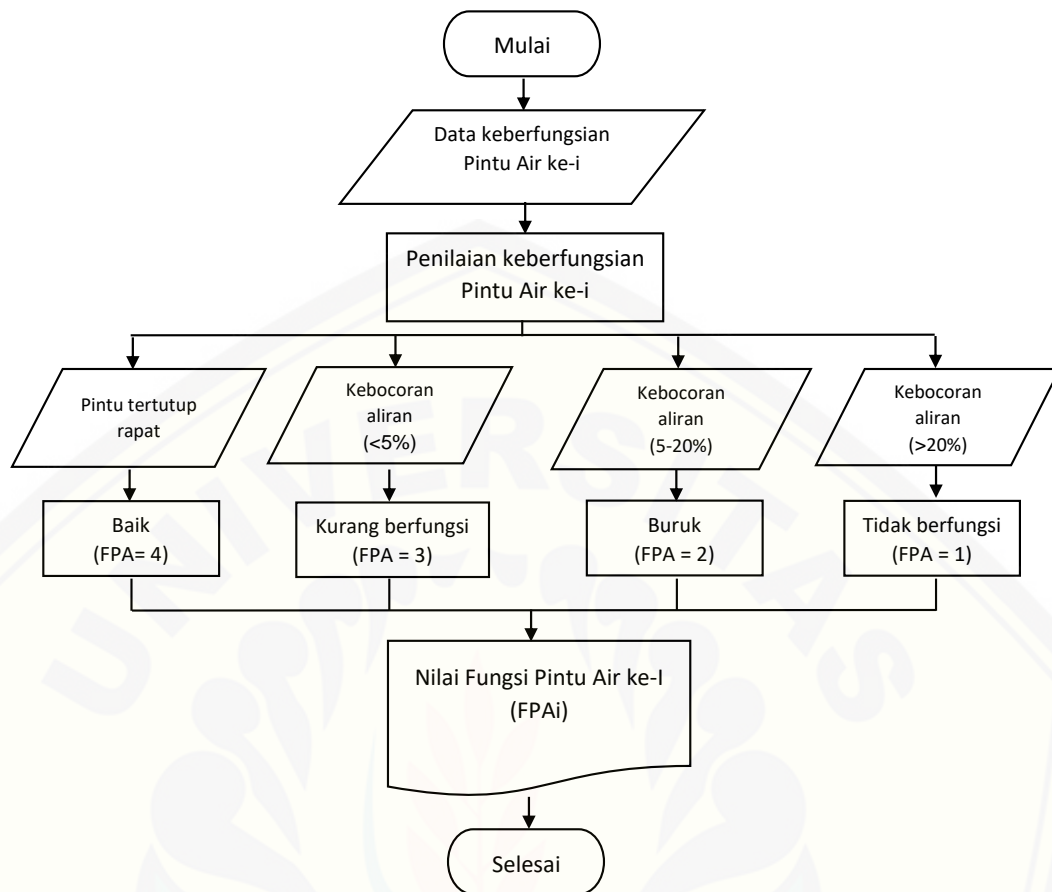 Mulai
Data keberfungsian
Pintu Air ke-i
Penilaian keberfungsian
Pintu Air ke-i
Pintu tertutup
rapat
Kebocoran
aliran
(<5%)
Kebocoran
aliran
(5-20%)
Kebocoran
aliran
(>20%)
Baik
(FPA= 4)
Kurang berfungsi
(FPA = 3)
Buruk
(FPA = 2)
Tidak berfungsi
(FPA = 1)
Nilai Fungsi Pintu Air ke-I
(FPAi)
Selesai
UNIVERSITAS